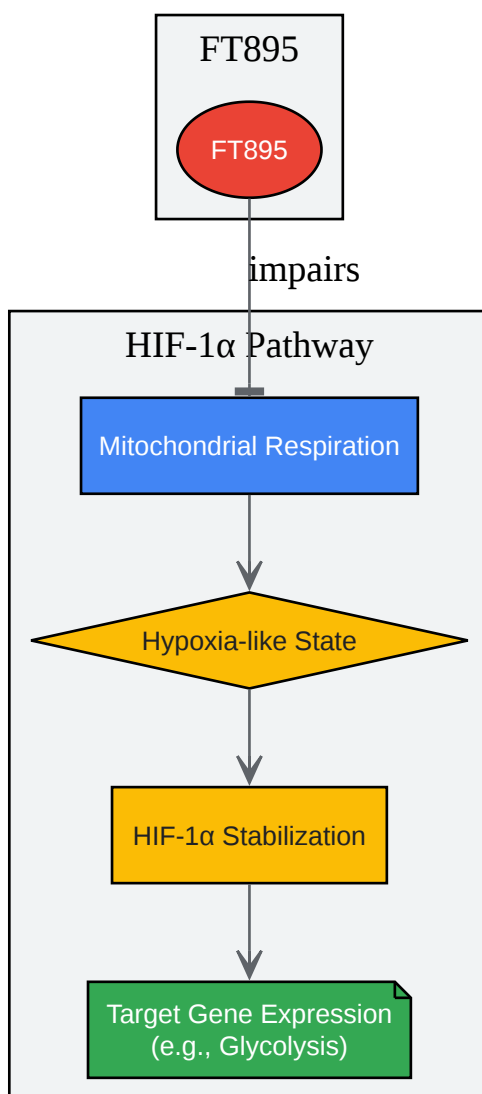 FT895
FT895
impairs
HIF-1α Pathway
Mitochondrial Respiration
Hypoxia-like State
HIF-1α Stabilization
Target Gene Expression
(e.g., Glycolysis)